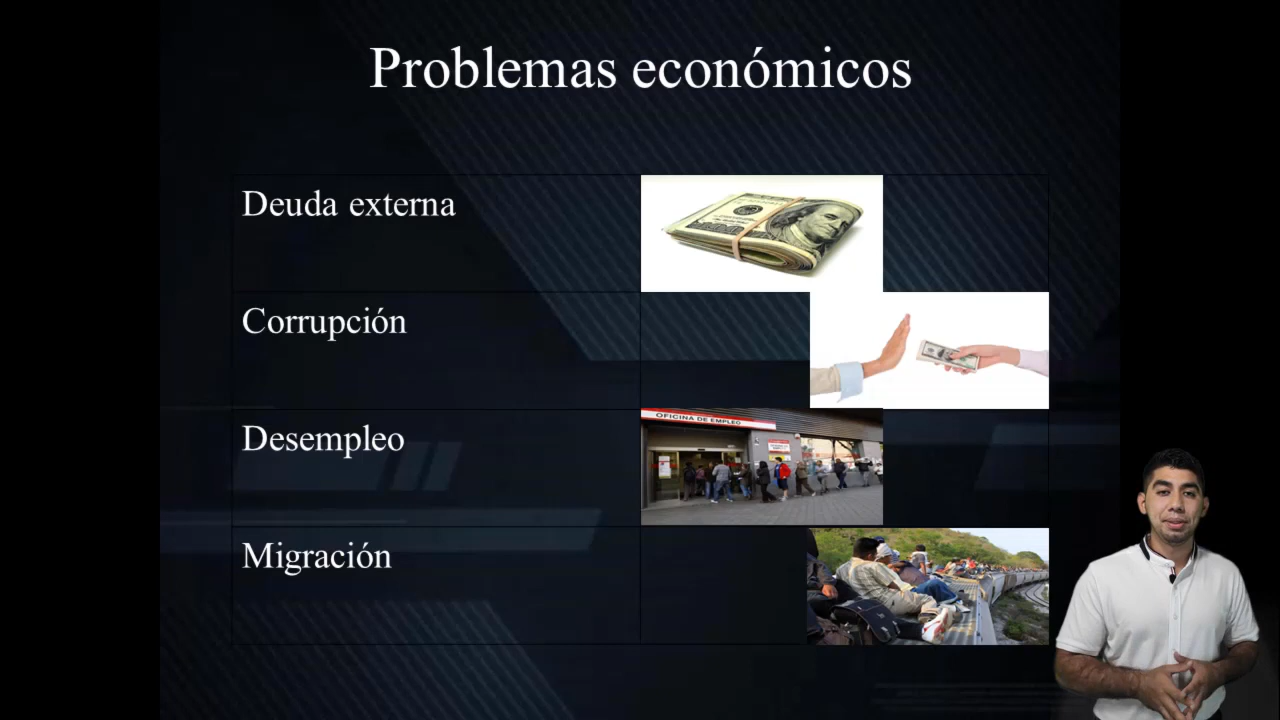 Problemas económicos
Deuda externa
Corrupción
Desempleo
OFICINA DE EMPLEO
Migración